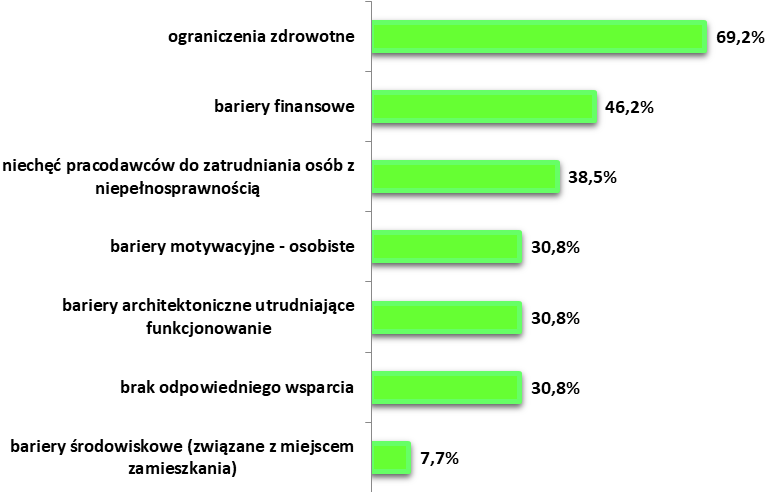 ograniczenia zdrowotne
69,2%
bariery finansowe
46,2%
niechęć pracodawców do zatrudniania osób z
niepełnosprawnością
38,5%
bariery motywacyjne - osobiste
30,8%
bariery architektoniczne utrudniające
funkcjonowanie
30,8%
brak odpowiedniego wsparcia
30,8%
bariery środowiskowe (związane z miejscem
zamieszkania)
7,7%